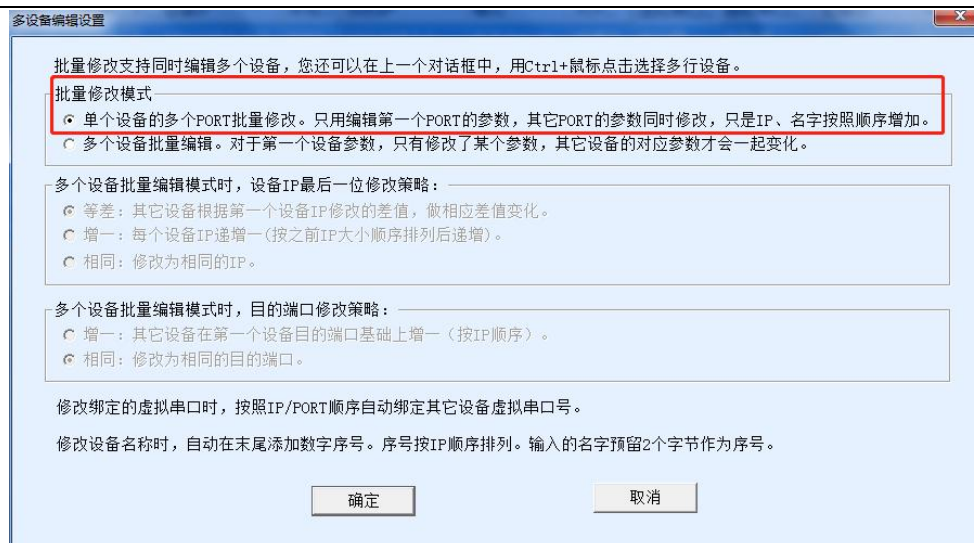 多设备编辑设置
批量修改支持同时编辑多个设备，您还可以在上一个对话框中，用Ctrl+鼠标点击选择多行设备。
批量修改模式
单个设备的多个PORT批量修改。只用编辑第一个PORT的参数，其它PORT的参数同时修改，只是IP、名字按照顺序增加。
多个设备批量编辑。对于第一个设备参数，只有修改了某个参数，其它设备的对应参数才会一起变化。
多个设备批量编辑模式时，设备IP最后一位修改策略：
等差：其它设备根据第一个设备IP修改的差值，做相应差值变化。
增一：每个设备IP递增一(按之前IP大小顺序排列后递增)。
相同：修改为相同的IP。
多个设备批量编辑模式时，目的端口修改策略：
增一：其它设备在第一个设备目的端口基础上增一（按IP顺序）。
相同：修改为相同的目的端口。
修改绑定的虚拟串口时，按照IP/PORT顺序自动绑定其它设备虚拟串口号。
修改设备名称时，自动在末尾添加数字序号。序号按IP顺序排列。输入的名字预留2个字节作为序号。
确定 取消